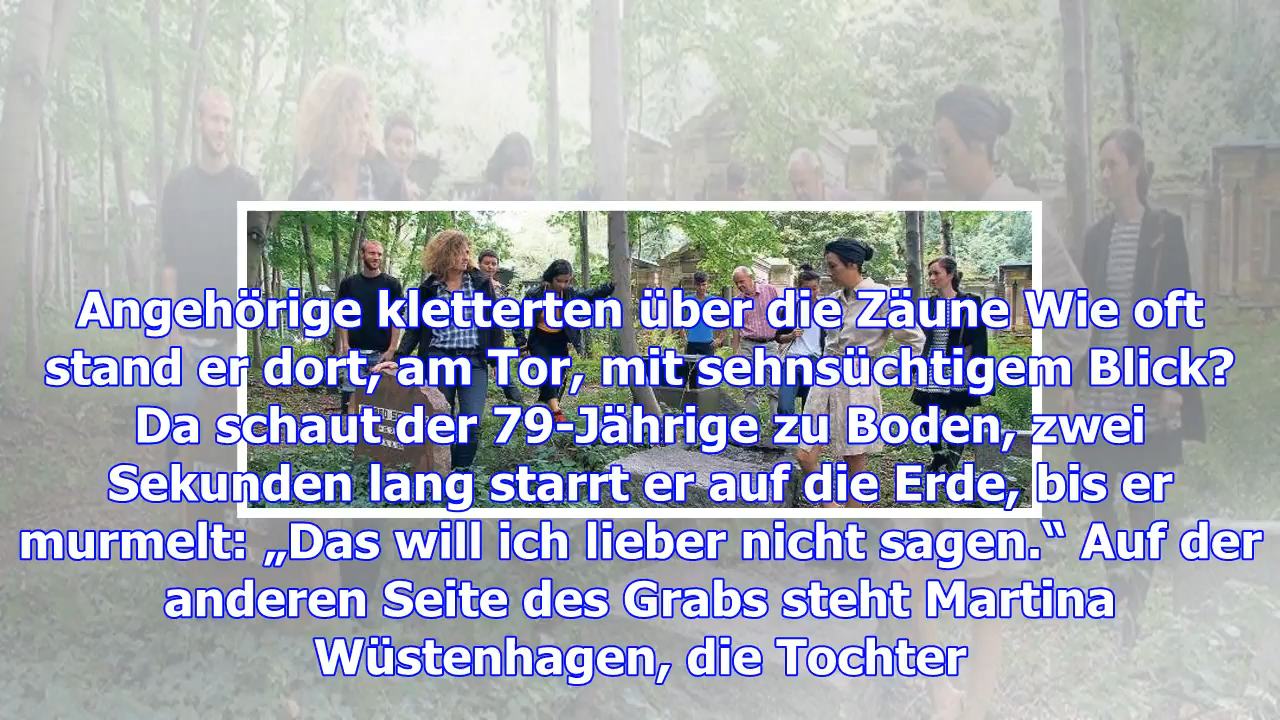 Angehörige kletterten über die Zäune Wie oft
stand er dort, am Tor, mit sehnsüchtigem Blick?
Da schaut der 79-Jährige zu Boden, zwei
Sekunden lang starrt er auf die Erde, bis er
murmelt: „Das will ich lieber nicht sagen.“ Auf der
anderen Seite des Grabs steht Martina
Wüstenhagen, die Tochter